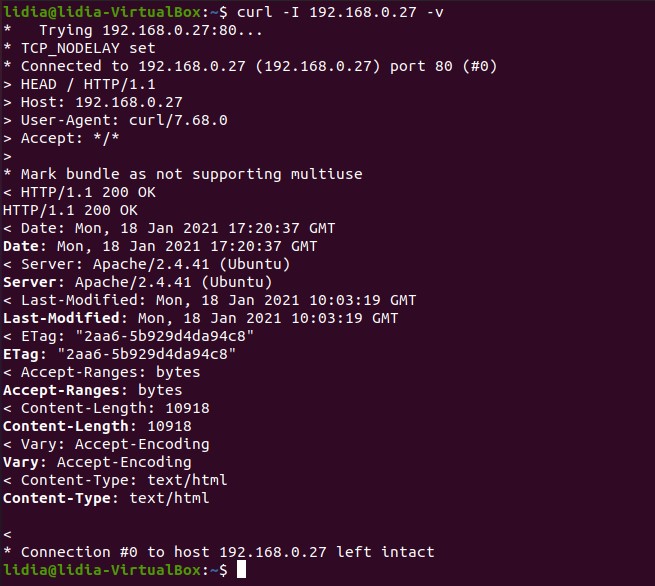 lidia@lidia-VirtualBox:~$ curl -I 192.168.0.27 -v
*   Trying 192.168.0.27:80...
* TCP_NODELAY set
* Connected to 192.168.0.27 (192.168.0.27) port 80 (#0)
> HEAD / HTTP/1.1
> Host: 192.168.0.27
> User-Agent: curl/7.68.0
> Accept: */*
>
* Mark bundle as not supporting multiuse
< HTTP/1.1 200 OK
HTTP/1.1 200 OK
< Date: Mon, 18 Jan 2021 17:20:37 GMT
Date: Mon, 18 Jan 2021 17:20:37 GMT
< Server: Apache/2.4.41 (Ubuntu)
Server: Apache/2.4.41 (Ubuntu)
< Last-Modified: Mon, 18 Jan 2021 10:03:19 GMT
Last-Modified: Mon, 18 Jan 2021 10:03:19 GMT
< ETag: "2aa6-5b929d4da94c8"
ETag: "2aa6-5b929d4da94c8"
< Accept-Ranges: bytes
Accept-Ranges: bytes
< Content-Length: 10918
Content-Length: 10918
< Vary: Accept-Encoding
Vary: Accept-Encoding
< Content-Type: text/html
Content-Type: text/html

<
* Connection #0 to host 192.168.0.27 left intact
lidia@lidia-VirtualBox:~$